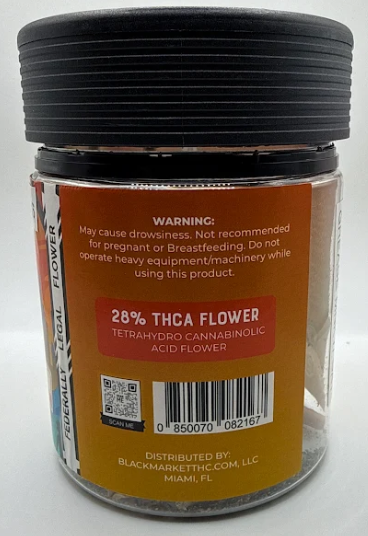 WARNING:
May cause drowsiness. Not recommended
for pregnant or Breastfeeding. Do not
operate heavy equipment/machinery while
using this product.
28% THCA FLOWER
TETRAHYDRO CANNABINOLIC
ACID FLOWER
SCAN ME
0 850070 082167
DISTRIBUTED BY:
BLACKMARKETTHC.COM, LLC
MIAMI, FL
FEDERALLY LEGAL FLOWER